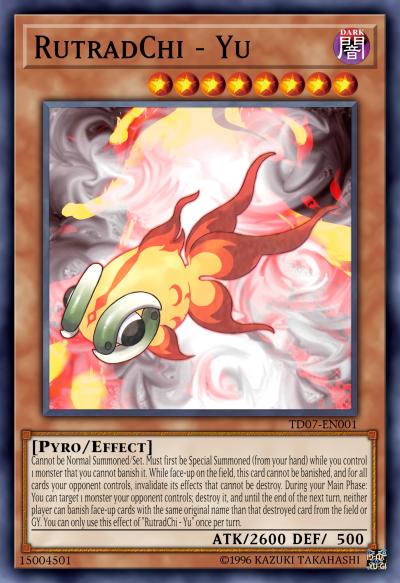 RutradChi - Yu
DARK
闇
TD07-EN001
[Pyro/Effect]
Cannot be Normal Summoned/Set. Must first be Special Summoned (from your hand) while you control
1 monster that you cannot banish it. While face-up on the field, this card cannot be banished, and for all
cards your opponent controls, invalidate its effects that cannot destroy. During your Main Phase:
You can target 1 monster your opponent controls; destroy it, and until the end of the next turn, neither
player can banish face-up cards with the same original name than that destroyed card from the field or
GY. You can only use this effect of "RutradChi - Yu" once per turn.
ATK/2600 DEF/ 500
15004501
©1996 KAZUKI TAKAHASHI